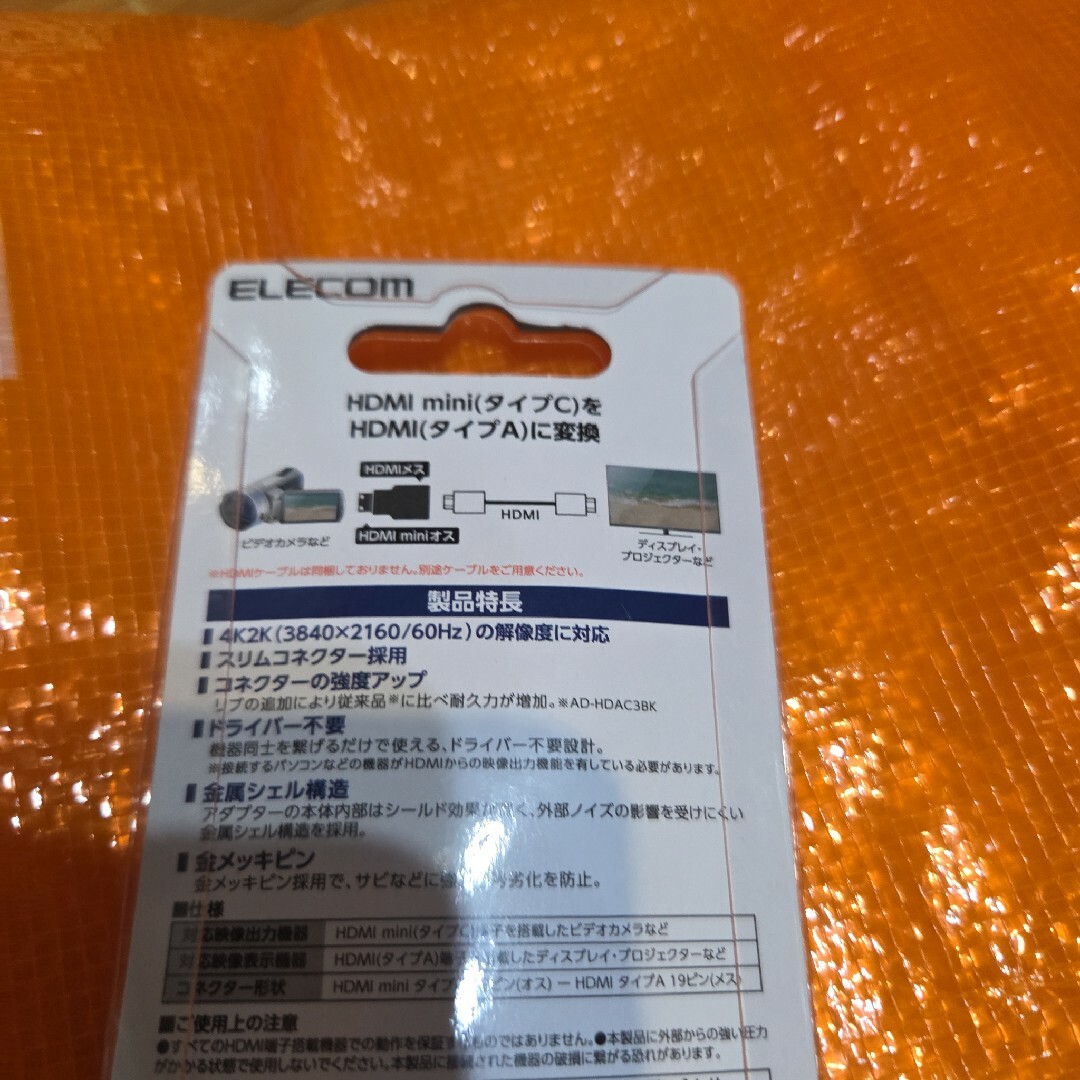 ELECOM
HDMI mini(タイプC)を
HDMI(タイプA)に変換
HDMIメス
HDMI
HDMI miniオス
ビデオカメラなど
ディスプレイ・
プロジェクターなど
※HDMIケーブルは同梱しておりません。別途ケーブルをご用意ください。
製品特長
4K2K(3840×2160/60Hz)の解像度に対応
スリムコネクター採用
コネクターの強度アップ
リブの追加により従来品※に比べ耐久力が増加。※AD-HDAC3BK
ドライバー不要
機器同士を繋げるだけで使える、ドライバー不要設計。
※接続するパソコンなどの機器がHDMIからの映像出力機能を有している必要があります。
金属シェル構造
アダプターの本体内部はシールド効果が く、外部ノイズの影響を受けにくい
金属シェル構造を採用。
金メッキピン
金メッキピン採用で、サビなどに強 劣化を防止。
■仕様
対応映像出力機器 HDMI mini(タイプC) 子を搭載したビデオカメラなど
対応映像表示機器 HDMI(タイプA)端子 搭載したディスプレイ・プロジェクターなど
コネクター形状 HDMI mini タイプ ピン(オス) ー HDMI タイプA 19ピン(メス)
■ご使用上の注意
●すべてのHDMI端子搭載機器での動作を保証す ものではありません。●本製品に外部からの強い圧力
がかかる状態で使用しないでください。本製品に接続された機器の破損に繋がる恐れがあります。